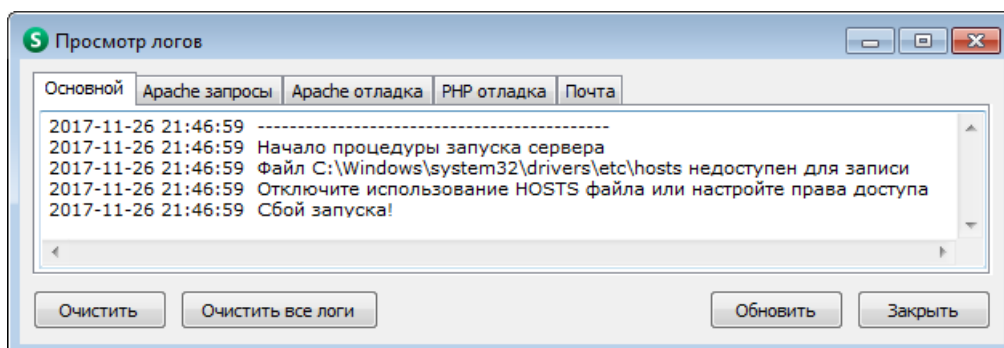 S Просмотр логов
Основной Apache запросы Apache отладка PHP отладка Почта
2017-11-26 21:46:59 --------------------------------------------
2017-11-26 21:46:59 Начало процедуры запуска сервера
2017-11-26 21:46:59 Файл C:\Windows\system32\drivers\etc\hosts недоступен для записи
2017-11-26 21:46:59 Отключите использование HOSTS файла или настройте права доступа
2017-11-26 21:46:59 Сбой запуска!
Очистить Очистить все логи Обновить Закрыть